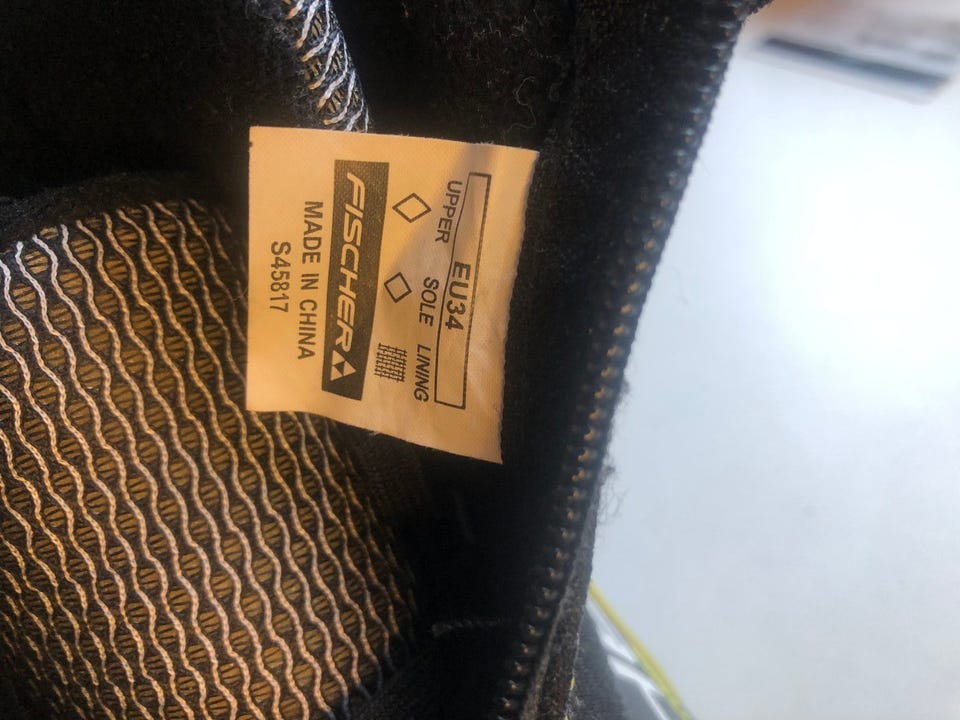 EU34
UPPER SOLE LINING
FISCHER
MADE IN CHINA
S45817